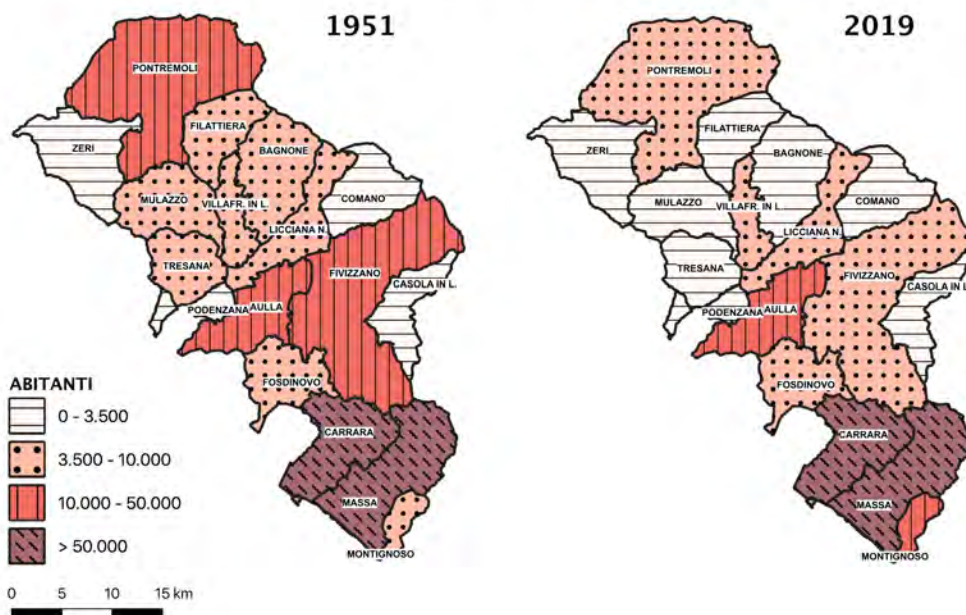 1951
PONTREMOLI
ZERI
FILATTIERA
BAGNONE
MULAZZO
VILLAFR. IN L.
COMANO
LICCIANA N.
TRESANA
FIVIZZANO
CASOLA IN L.
PODENZANA
AULLA
FOSDINOVO
CARRARA
MASSA
MONTIGNOSO
2019
PONTREMOLI
FILATTIERA
ZERI
BAGNONE
MULAZZO
VILLAFR. IN L.
COMANO
LICCIANA N.
TRESANA
FIVIZZANO
CASOLA IN L.
PODENZANA
AULLA
FOSDINOVO
CARRARA
MASSA
MONTIGNOSO
ABITANTI
0 - 3.500
3.500 - 10.000
10.000 - 50.000
> 50.000
0 5 10 15 km